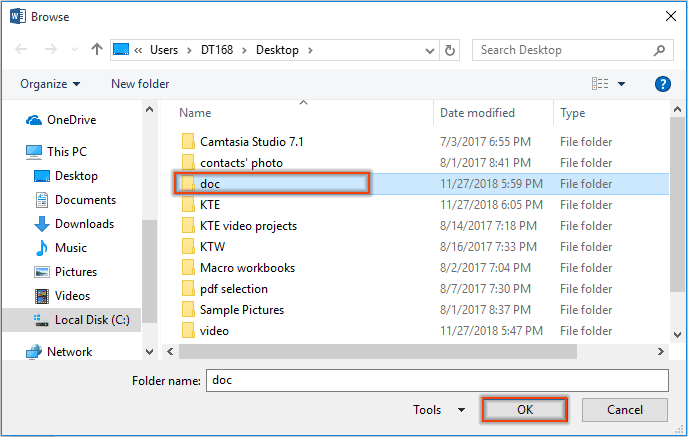 Browse
« Users > DT168 > Desktop >
Search Desktop
Organize
New folder
Name Date modified Type
OneDrive
This PC
Desktop
Documents
Downloads
Music
Pictures
Videos
Local Disk (C:)
Network
Camtasia Studio 7.1 7/3/2017 6:55 PM File folder
contacts' photo 8/1/2017 8:41 PM File folder
doc 11/27/2018 5:59 PM File folder
KTE 11/27/2018 6:05 PM File folder
KTE video projects 8/14/2017 7:18 PM File folder
KTW 8/16/2017 7:33 PM File folder
Macro workbooks 8/2/2017 7:04 PM File folder
pdf selection 8/7/2017 7:30 PM File folder
Sample Pictures 8/1/2017 8:37 PM File folder
video 11/27/2018 5:47 PM File folder
Folder name: doc
Tools OK Cancel